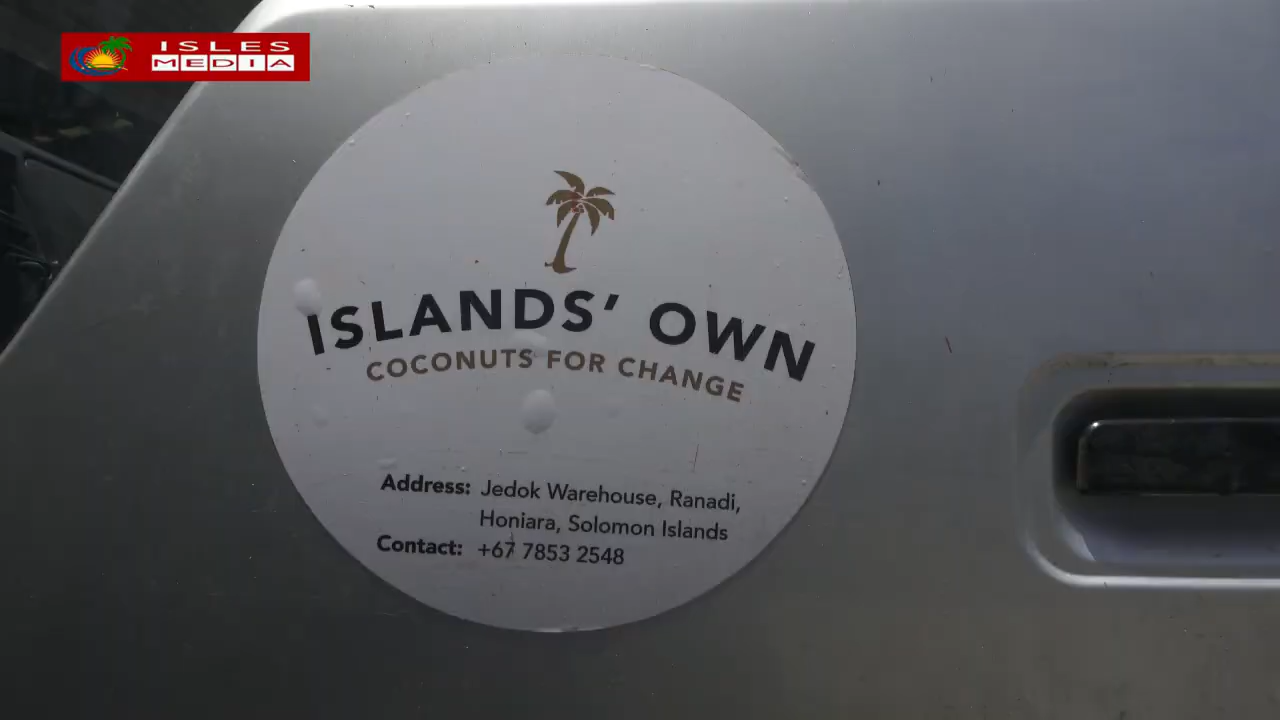 ISLES
MEDIA
ISLANDS' OWN
COCONUTS FOR CHANGE
Address: Jedok Warehouse, Ranadi,
Honiara, Solomon Islands
Contact: +67 7853 2548